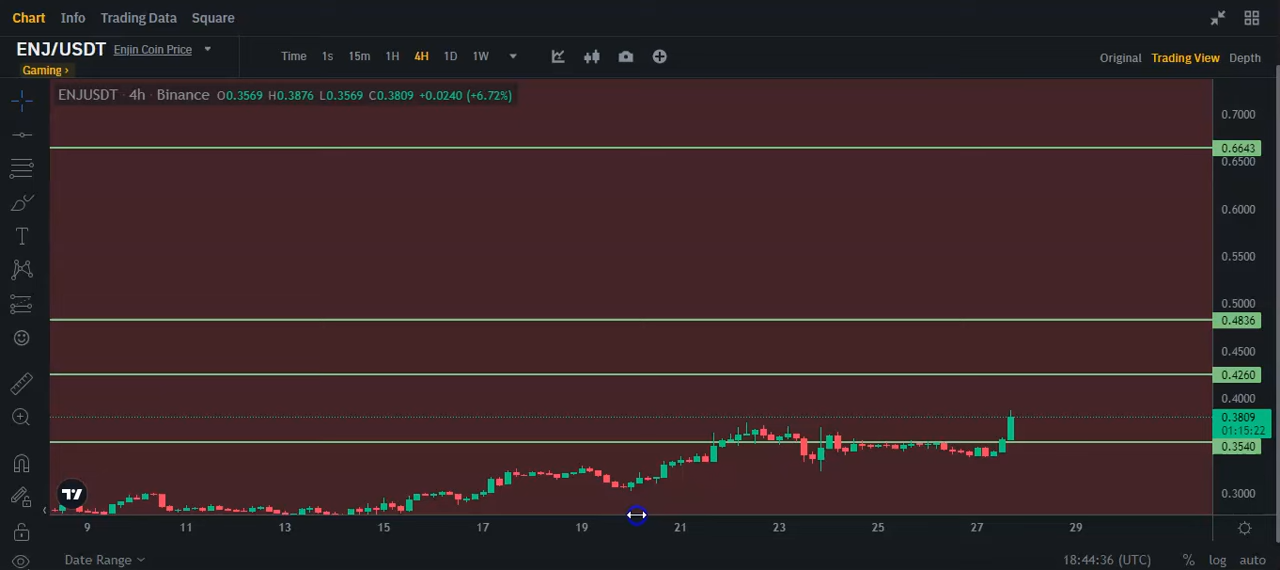 Chart Info Trading Data Square
ENJ/USDT Enjin Coin Price
Gaming ›
Time 1s 15m 1H 4H 1D 1W
Original Trading View Depth
ENJUSDT · 4h · Binance O0.3569 H0.3876 L0.3569 C0.3809 +0.0240 (+6.72%)
0.7000
0.6643
0.6500
0.6000
0.5500
0.5000
0.4836
0.4500
0.4260
0.4000
0.3809
01:15:22
0.3540
0.3000
9 11 13 15 17 19 21 23 25 27 29
Date Range 18:44:36 (UTC) % log auto